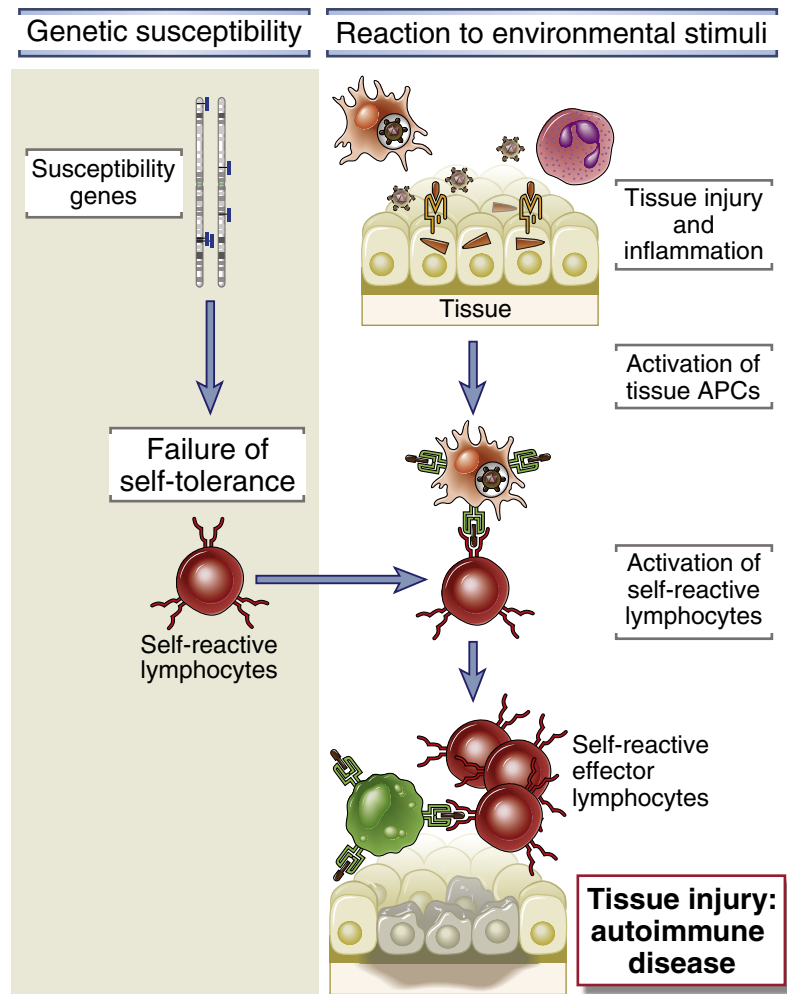 Genetic susceptibility
Reaction to environmental stimuli
Susceptibility
genes
Tissue injury
and
inflammation
Tissue
Activation of
tissue APCs
Failure of
self-tolerance
Activation of
self-reactive
lymphocytes
Self-reactive
lymphocytes
Self-reactive
effector
lymphocytes
Tissue injury:
autoimmune
disease